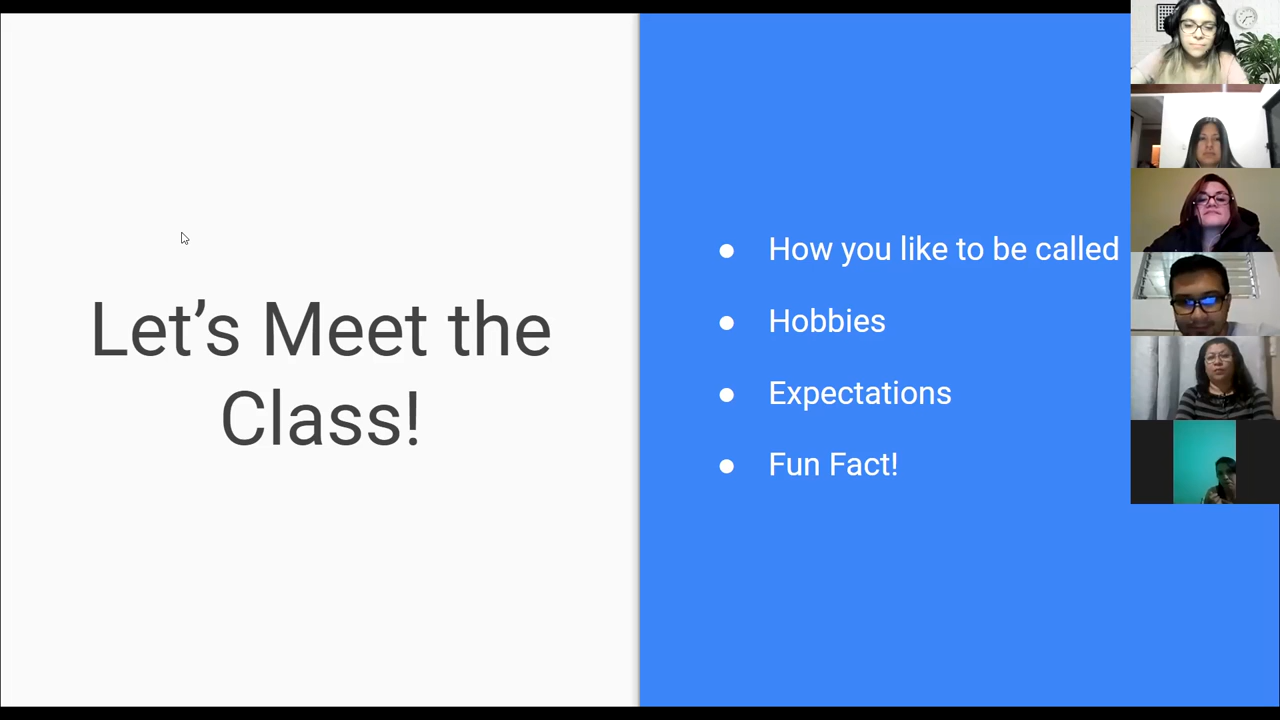 Let’s Meet the
Class!
● How you like to be called
● Hobbies
● Expectations
● Fun Fact!